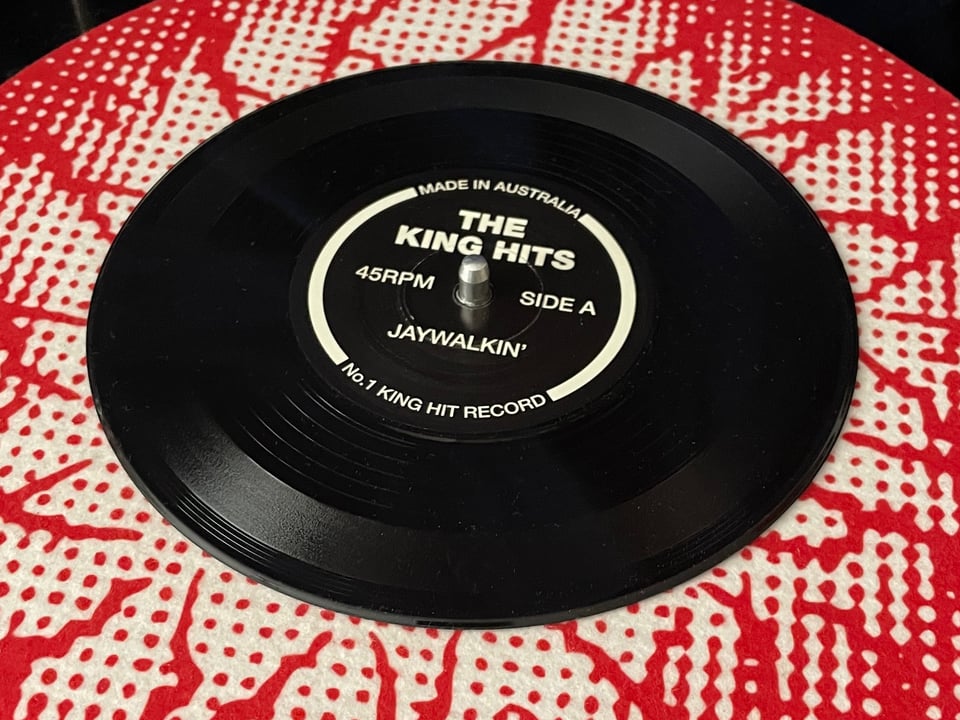 MADE IN AUSTRALIA
THE
KING HITS
45RPM
SIDE A
JAYWALKIN'
No.1 KING HIT RECORD